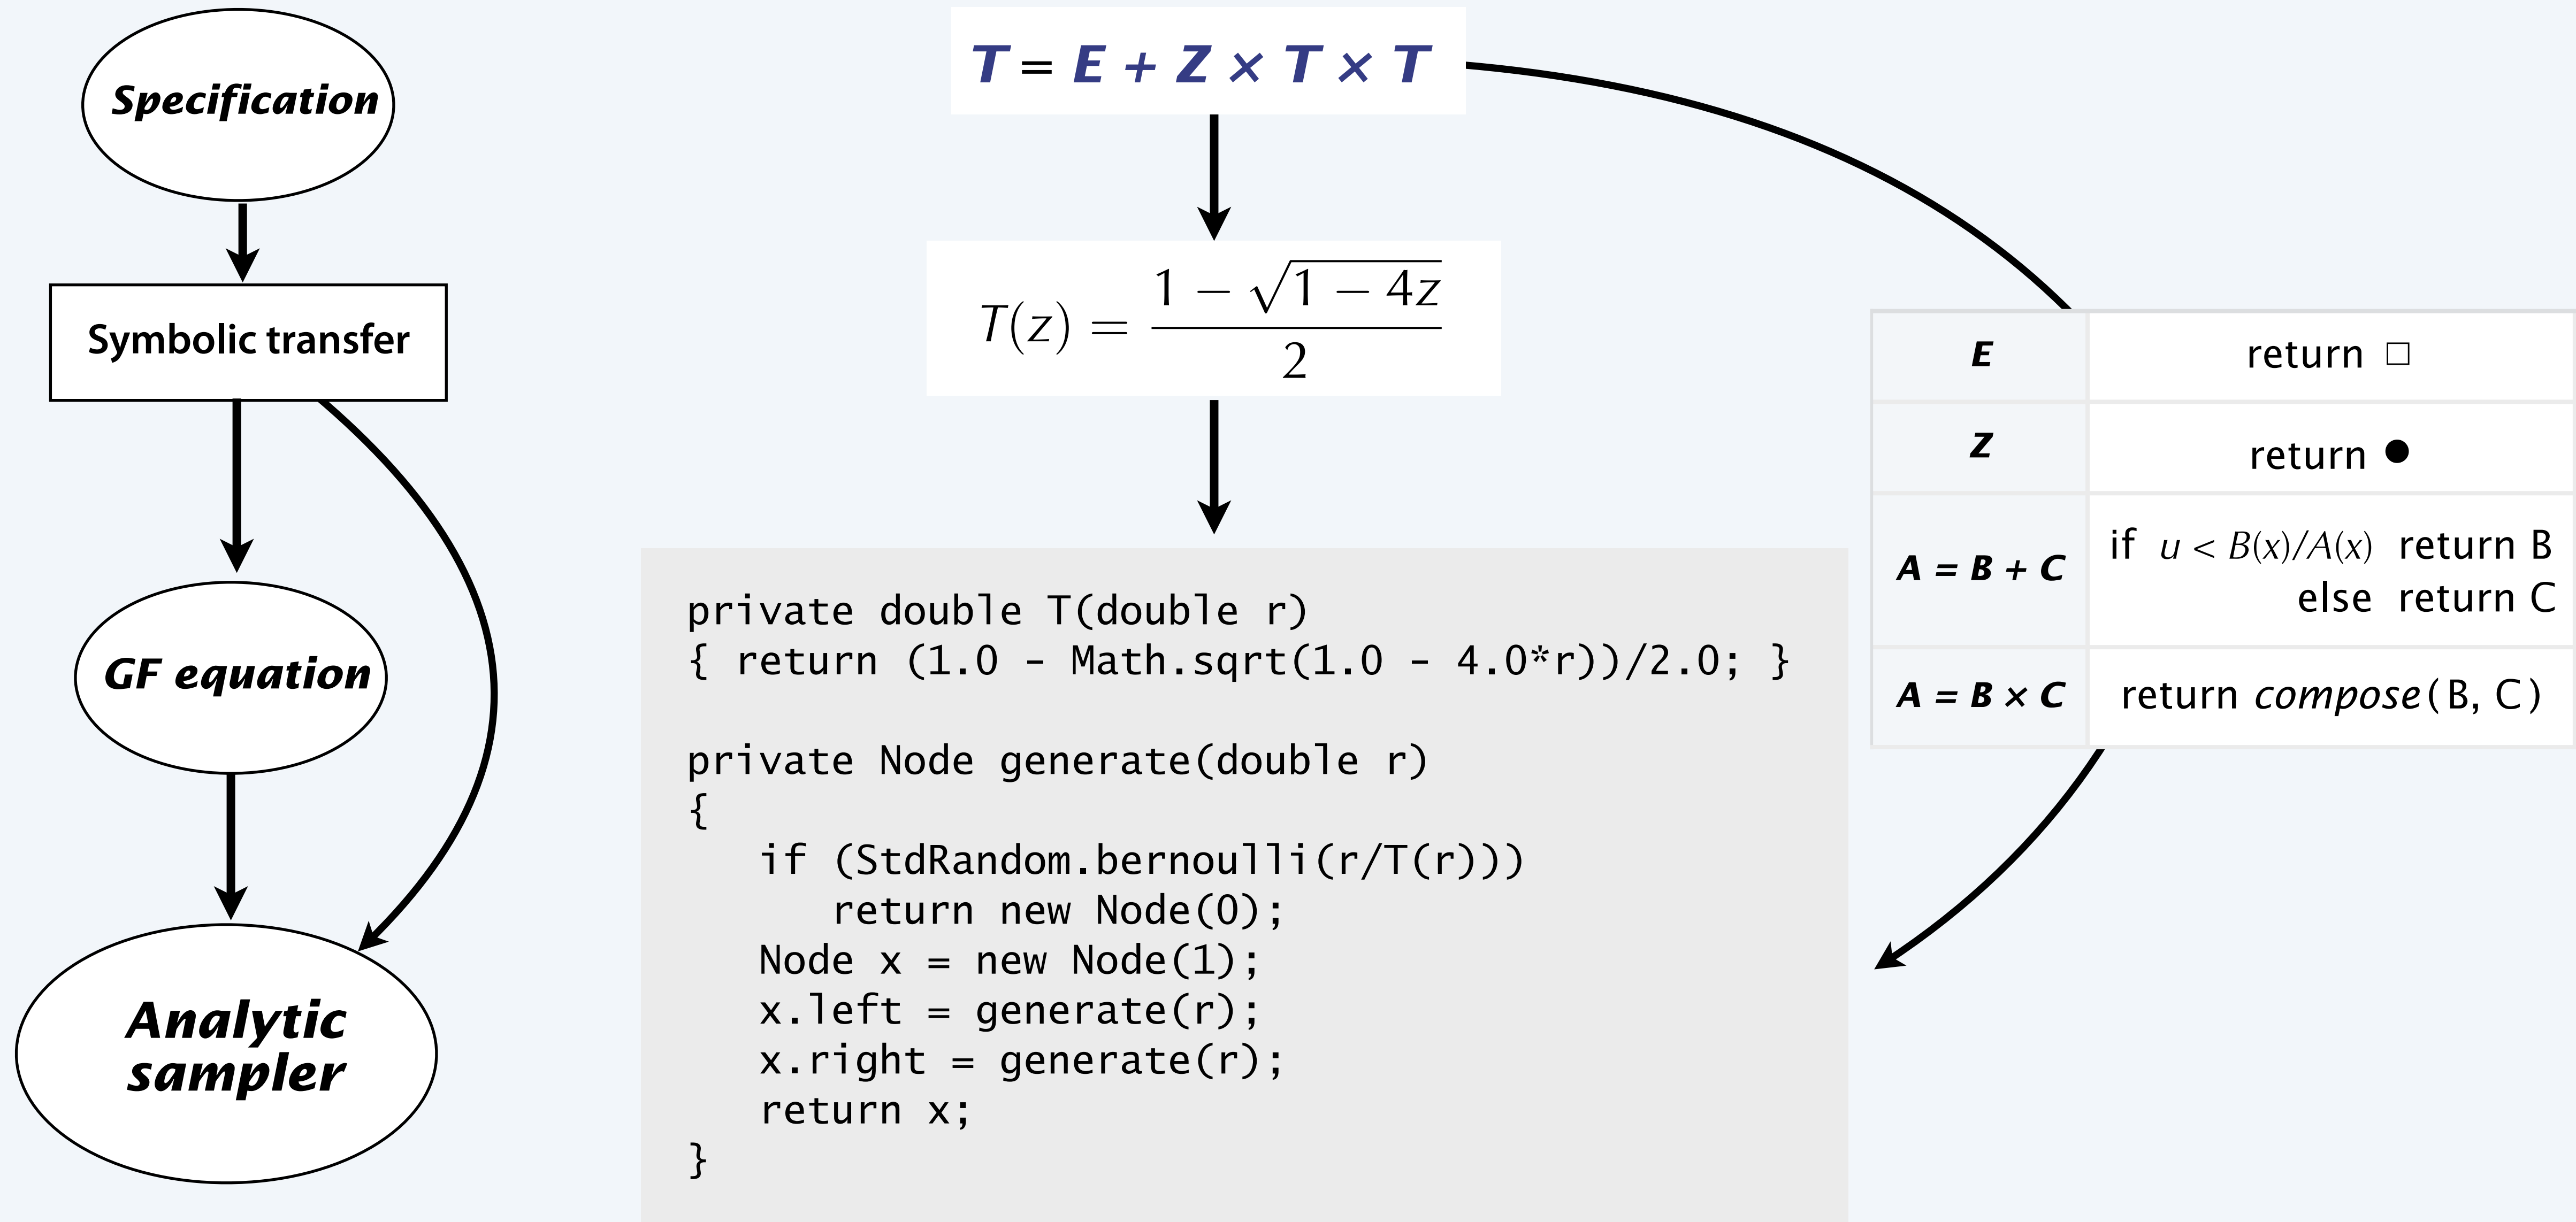 Specification
Symbolic transfer
GF equation
Analytic
sampler
T = E + Z × T × T
T(z) = \frac{1 - \sqrt{1 - 4z}}{2}
private double T(double r)
{ return (1.0 - Math.sqrt(1.0 - 4.0*r))/2.0; }
private Node generate(double r)
{
if (StdRandom.bernoulli(r/T(r)))
return new Node(0);
Node x = new Node(1);
x.left = generate(r);
x.right = generate(r);
return x;
}
E return □
Z return ●
A = B + C if u < B(x)/A(x) return B
else return C
A = B × C return compose(B, C)